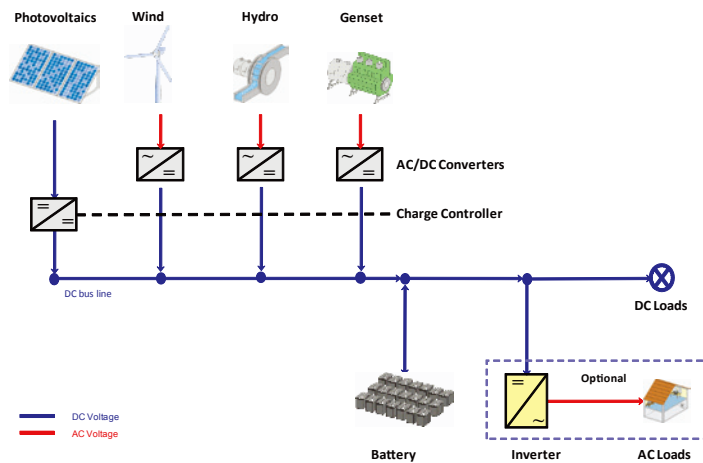 Photovoltaics
Wind
Hydro
Genset
AC/DC Converters
Charge Controller
DC bus line
DC Loads
Optional
DC Voltage
AC Voltage
Battery
Inverter
AC Loads